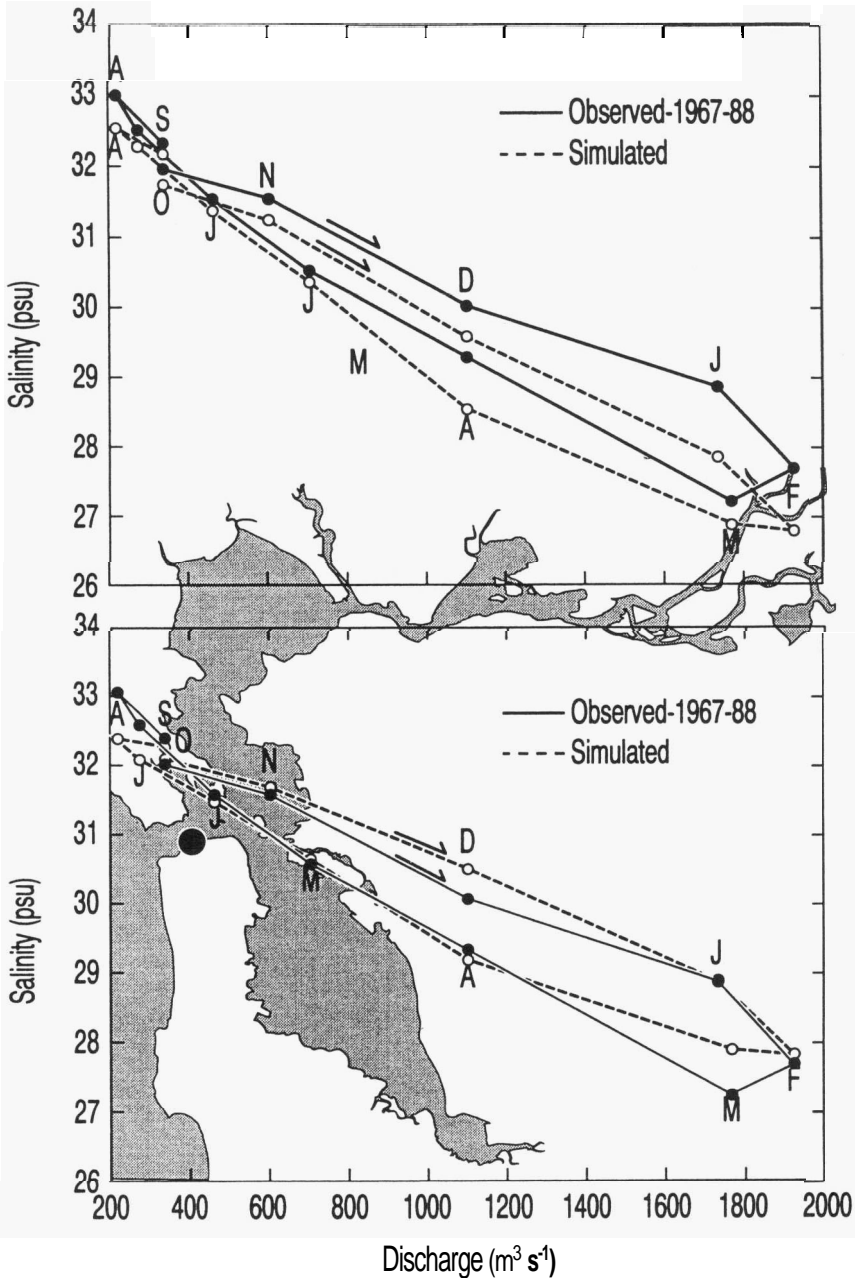 34
A
33
S
Observed-1967-88
A
Simulated
32
N
O
J
31
D
30
J
M
J
29
A
28
F
27
M
26
Salinity (psu)
34
33
S
A
O
Observed-1967-88
N
Simulated
32
J
J
D
31
M
30
J
29
A
28
F
27
M
26
200 400 600 800 1000 1200 1400 1600 1800 2000
Salinity (psu)
Discharge (m³ s⁻¹)